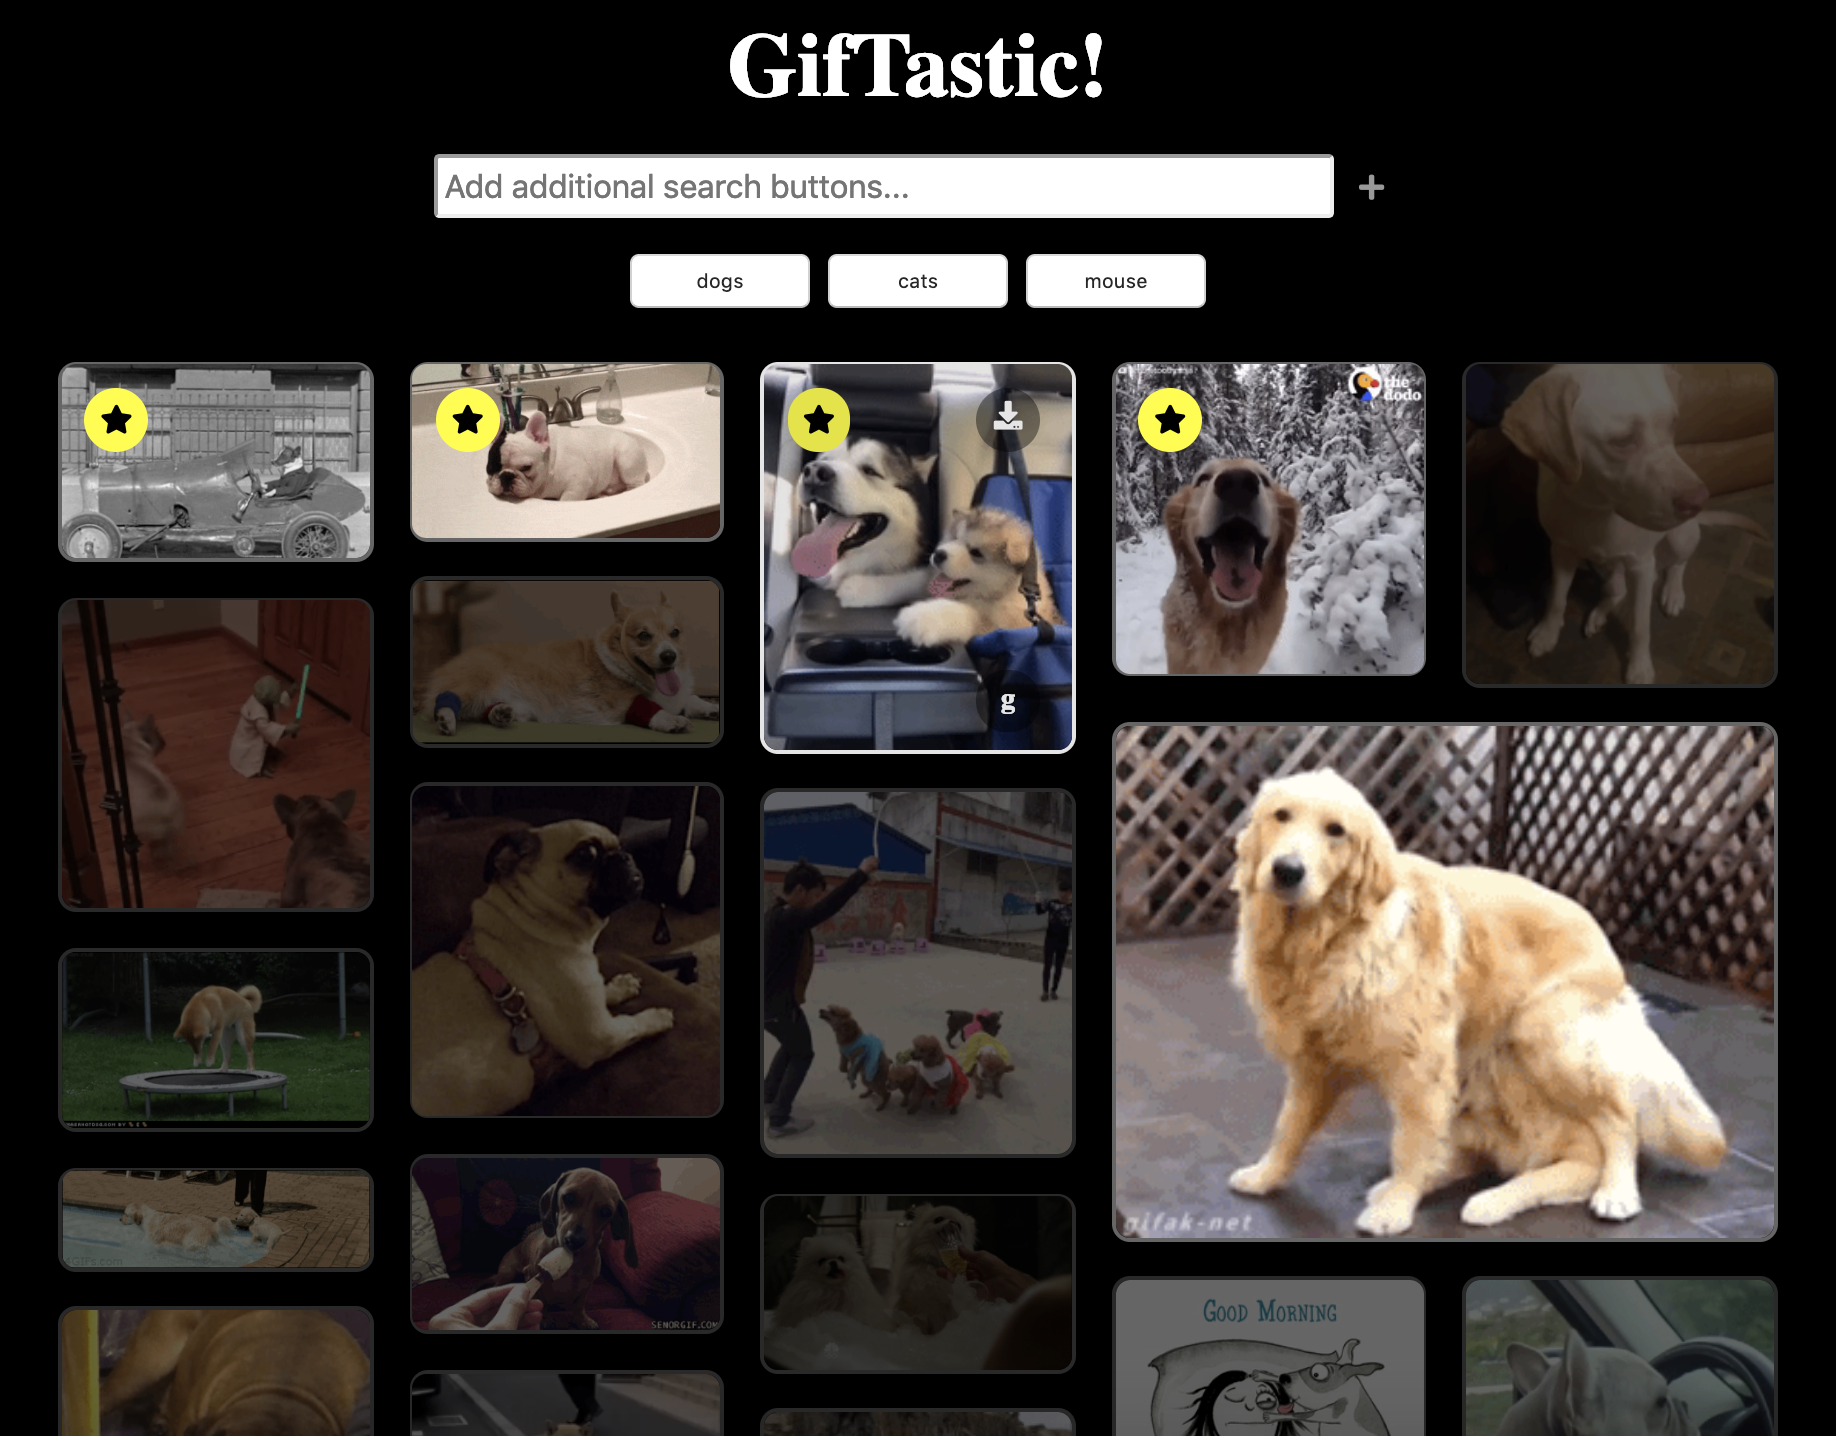 GifTastic!
Add additional search buttons...
dogs
cats
mouse
the
dodo
g
gifak-net
SENORGIF.COM
GOOD MORNING